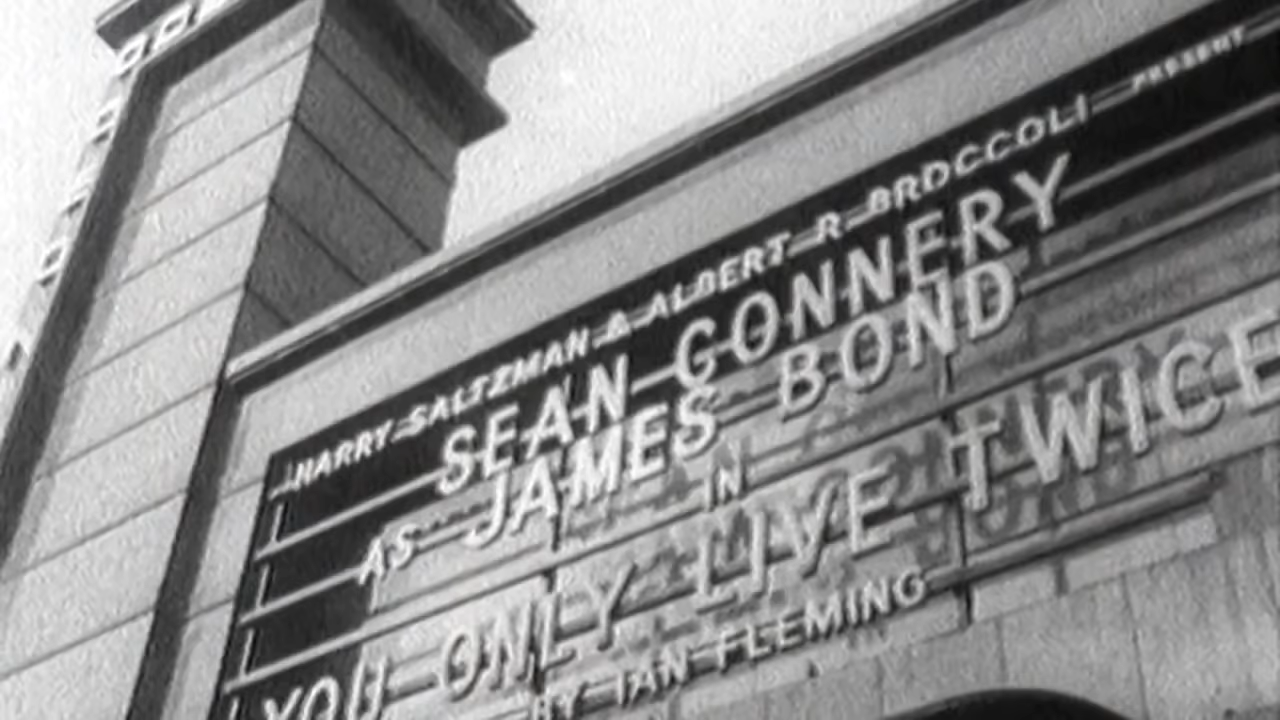 HARRY SALTZMAN & ALBERT R BROCCOLI PRESENT
SEAN CONNERY
AS JAMES BOND
IN
YOU ONLY LIVE TWICE
BY IAN FLEMING